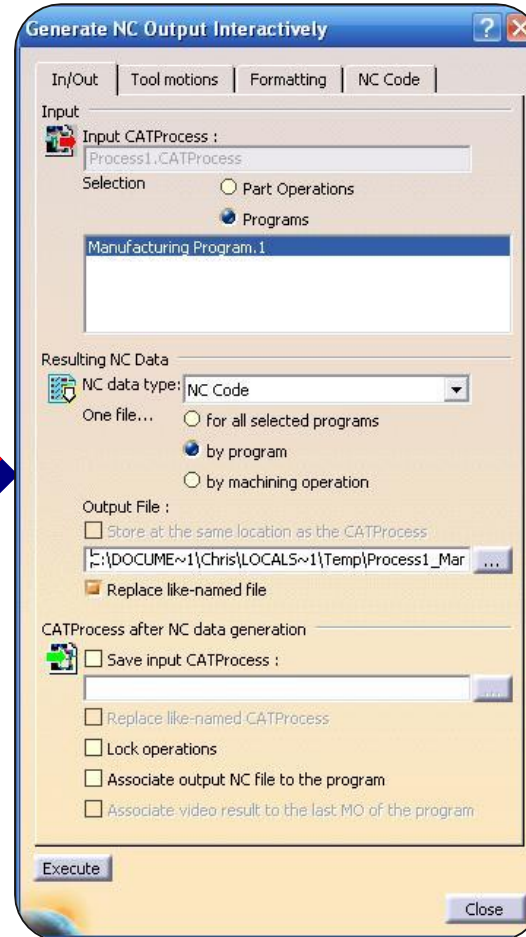 Generate NC Output Interactively
In/Out Tool motions Formatting NC Code
Input
Input CATProcess :
Process1.CATProcess
Selection Part Operations
Programs
Manufacturing Program.1
Resulting NC Data
NC data type: NC Code
One file... for all selected programs
by program
by machining operation
Output File :
Store at the same location as the CATProcess
C:\DOCUME~1\Chris\LOCALS~1\Temp\Process1_Mar ...
Replace like-named file
CATProcess after NC data generation
Save input CATProcess :
...
Replace like-named CATProcess
Lock operations
Associate output NC file to the program
Associate video result to the last MO of the program
Execute
Close